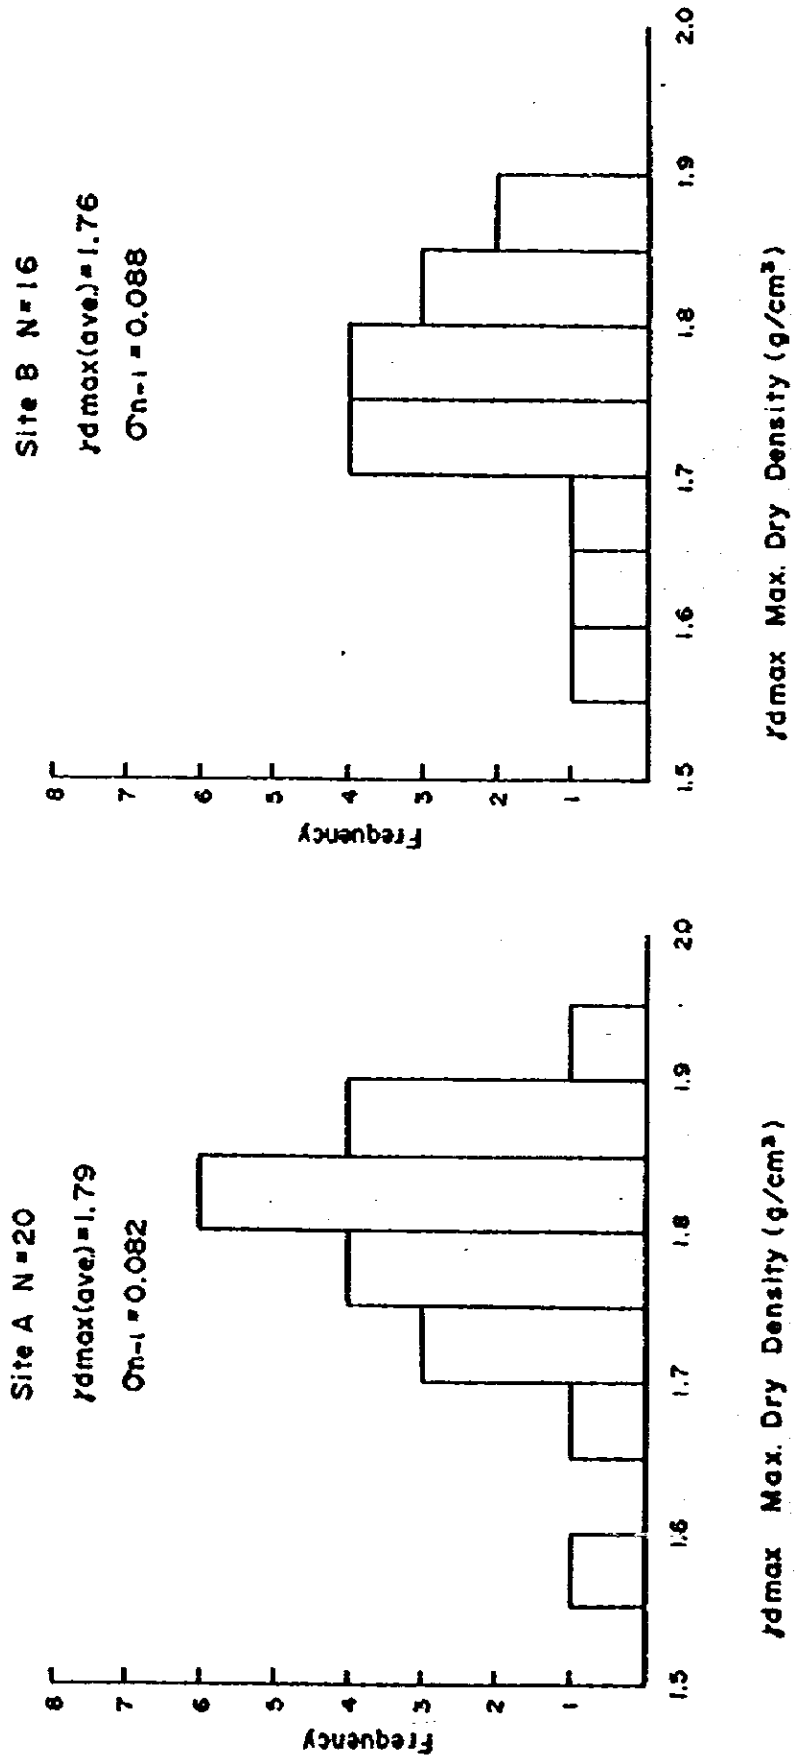 Site A N=20
γdmax(ave)=1.79
σn-1=0.082
Frequency
8
7
6
5
4
3
2
1
1.5
1.6
1.7
1.8
1.9
2.0
γdmax Max. Dry Density (g/cm³)
Site B N=16
γdmax(ave.)=1.76
σn-1=0.088
Frequency
8
7
6
5
4
3
2
1
1.5
1.6
1.7
1.8
1.9
2.0
γdmax Max. Dry Density (g/cm³)